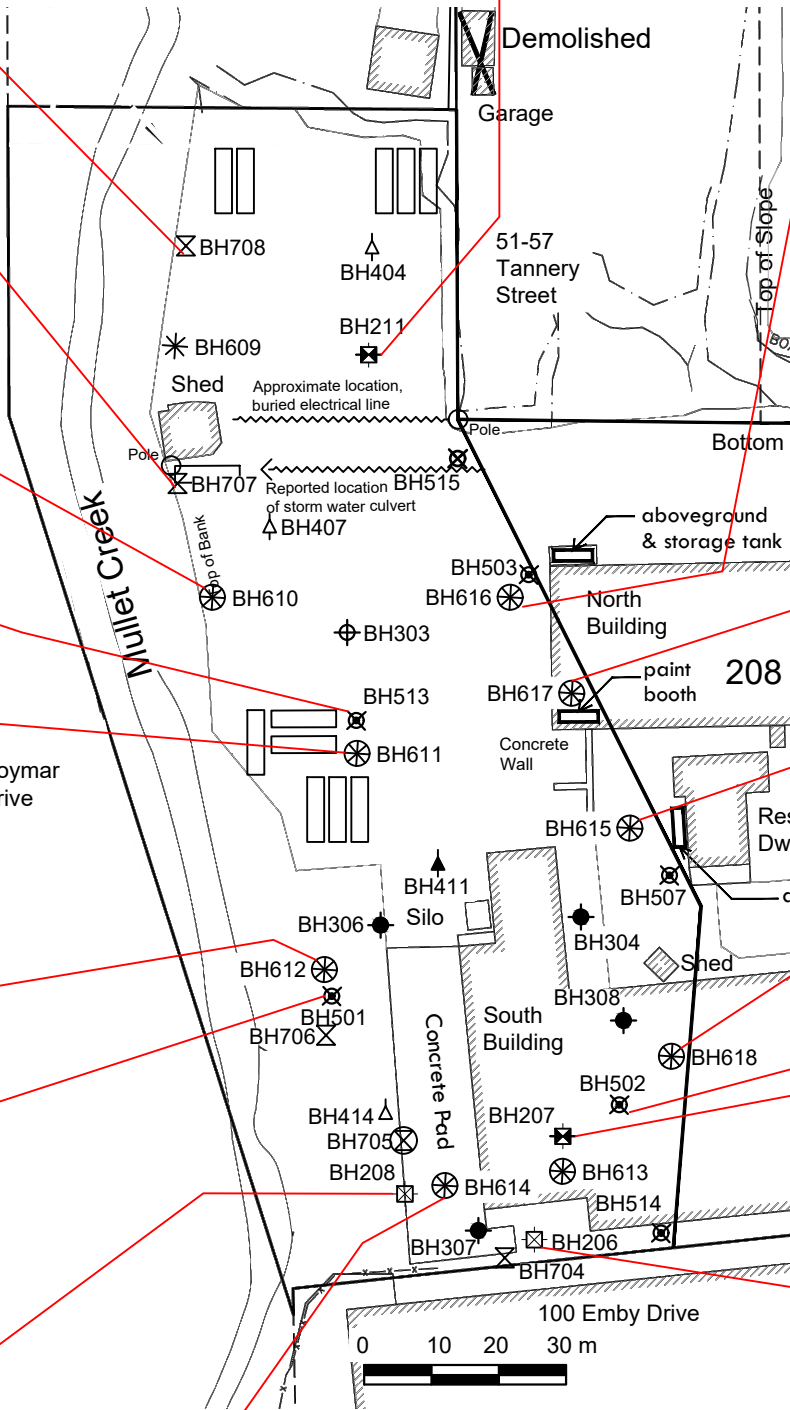 Demolished
Garage
Top of Slope
51-57
Tannery
Street
BH708
BH404
BH211
BH609
Shed
Approximate location,
buried electrical line
Pole
Bottom
Pole
BH707
Reported location
of storm water culvert
BH515
BH407
aboveground
& storage tank
Mullet Creek
Top of Bank
BH503
BH610
BH616
North
Building
BH303
paint
booth
208
BH513
BH617
BH611
Concrete
Wall
oymar
rive
BH615
Res
Dw
BH411
BH507
BH306
Silo
BH304
BH612
Shed
BH501
BH308
BH706
Concrete Pad
South
Building
BH618
BH502
BH414
BH207
BH705
BH208
BH614
BH613
BH514
BH307
BH206
BH704
100 Emby Drive
0 10 20 30 m